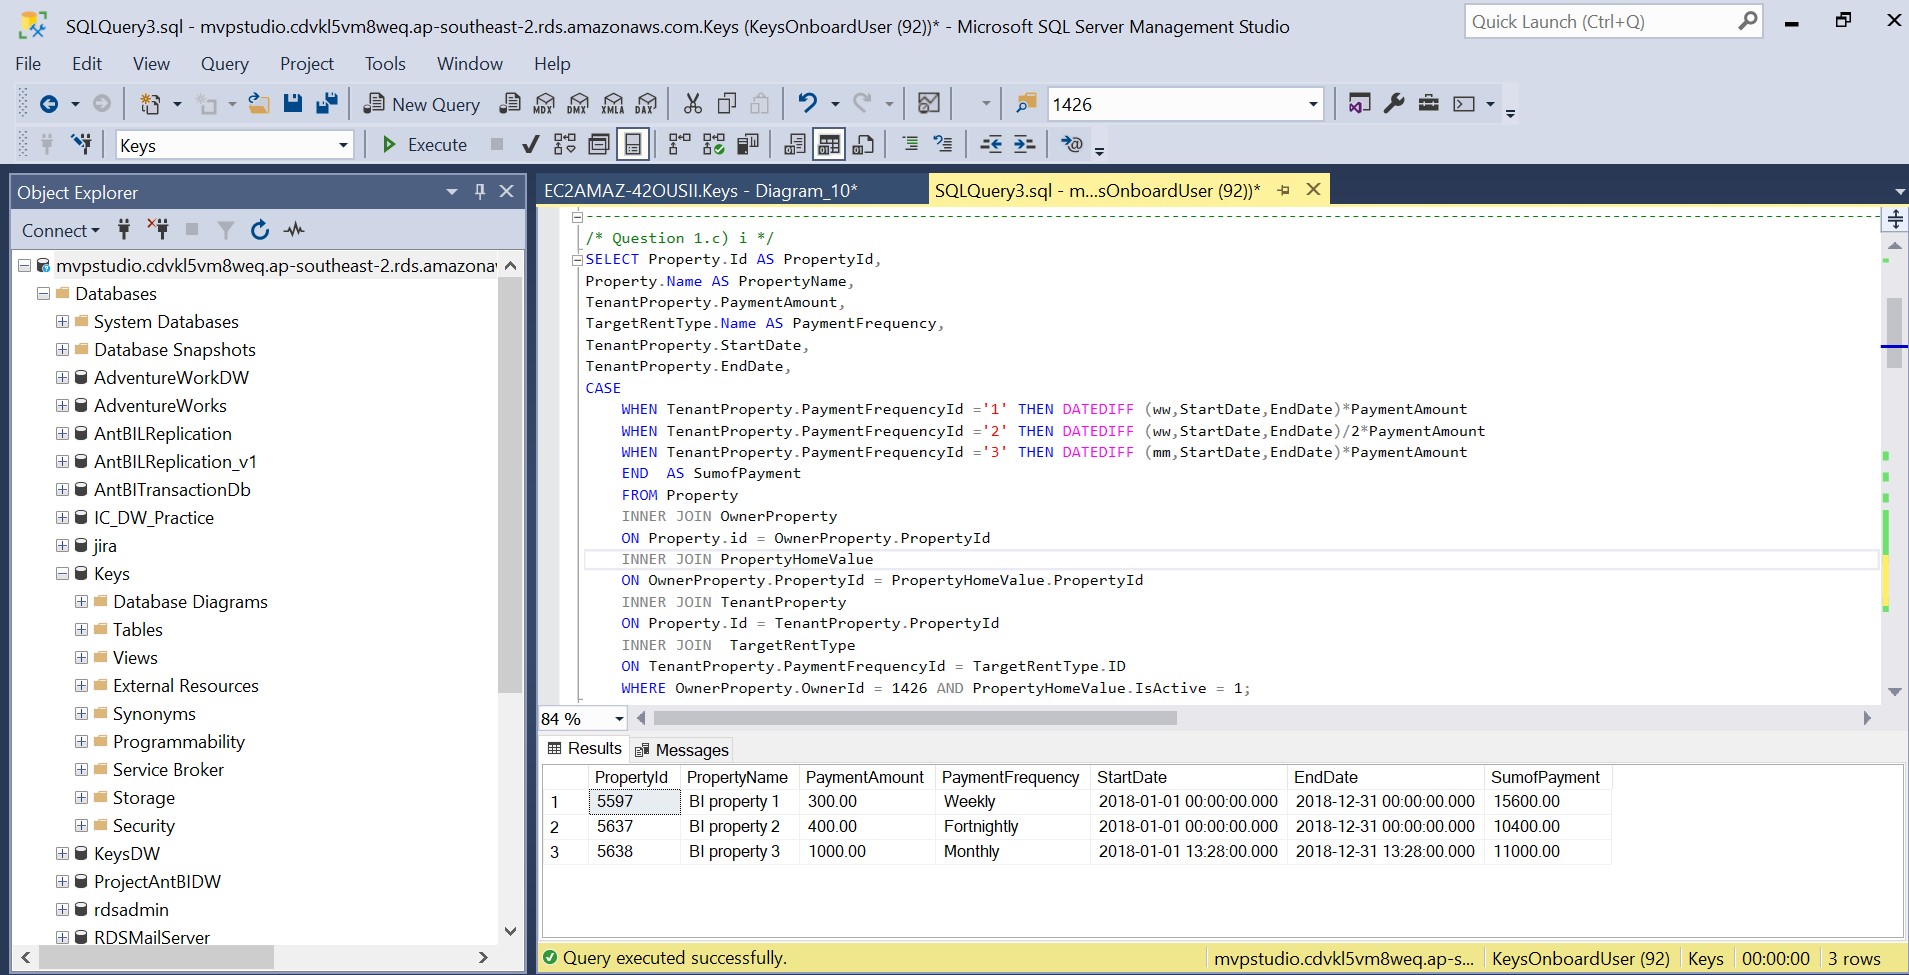 SQLQuery3.sql - mvpstudio.cdvkl5vm8weq.ap-southeast-2.rds.amazonaws.com.Keys (KeysOnboardUser (92))* - Microsoft SQL Server Management Studio
Quick Launch (Ctrl+Q)
File Edit View Query Project Tools Window Help
New Query MDX DMX XMLA DAX 1426
Keys Execute
Object Explorer
Connect
mvpstudio.cdvkl5vm8weq.ap-southeast-2.rds.amazona
Databases
System Databases
Database Snapshots
AdventureWorkDW
AdventureWorks
AntBILReplication
AntBILReplication_v1
AntBITransactionDb
IC_DW_Practice
jira
Keys
Database Diagrams
Tables
Views
External Resources
Synonyms
Programmability
Service Broker
Storage
Security
KeysDW
ProjectAntBIDW
rdsadmin
RDSMailServer
EC2AMAZ-42OUSII.Keys - Diagram_10* SQLQuery3.sql - m...sOnboardUser (92))*
/* Question 1.c) i */
SELECT Property.Id AS PropertyId,
Property.Name AS PropertyName,
TenantProperty.PaymentAmount,
TargetRentType.Name AS PaymentFrequency,
TenantProperty.StartDate,
TenantProperty.EndDate,
CASE
WHEN TenantProperty.PaymentFrequencyId ='1' THEN DATEDIFF (ww,StartDate,EndDate)*PaymentAmount
WHEN TenantProperty.PaymentFrequencyId ='2' THEN DATEDIFF (ww,StartDate,EndDate)/2*PaymentAmount
WHEN TenantProperty.PaymentFrequencyId ='3' THEN DATEDIFF (mm,StartDate,EndDate)*PaymentAmount
END  AS SumofPayment
FROM Property
INNER JOIN OwnerProperty
ON Property.id = OwnerProperty.PropertyId
INNER JOIN PropertyHomeValue
ON OwnerProperty.PropertyId = PropertyHomeValue.PropertyId
INNER JOIN TenantProperty
ON Property.Id = TenantProperty.PropertyId
INNER JOIN  TargetRentType
ON TenantProperty.PaymentFrequencyId = TargetRentType.ID
WHERE OwnerProperty.OwnerId = 1426 AND PropertyHomeValue.IsActive = 1;
84 %
Results Messages
PropertyId PropertyName PaymentAmount PaymentFrequency StartDate EndDate SumofPayment
1 5597 BI property 1 300.00 Weekly 2018-01-01 00:00:00.000 2018-12-31 00:00:00.000 15600.00
2 5637 BI property 2 400.00 Fortnightly 2018-01-01 00:00:00.000 2018-12-31 00:00:00.000 10400.00
3 5638 BI property 3 1000.00 Monthly 2018-01-01 13:28:00.000 2018-12-31 13:28:00.000 11000.00
Query executed successfully. mvpstudio.cdvkl5vm8weq.ap-s... KeysOnboardUser (92) Keys 00:00:00 3 rows